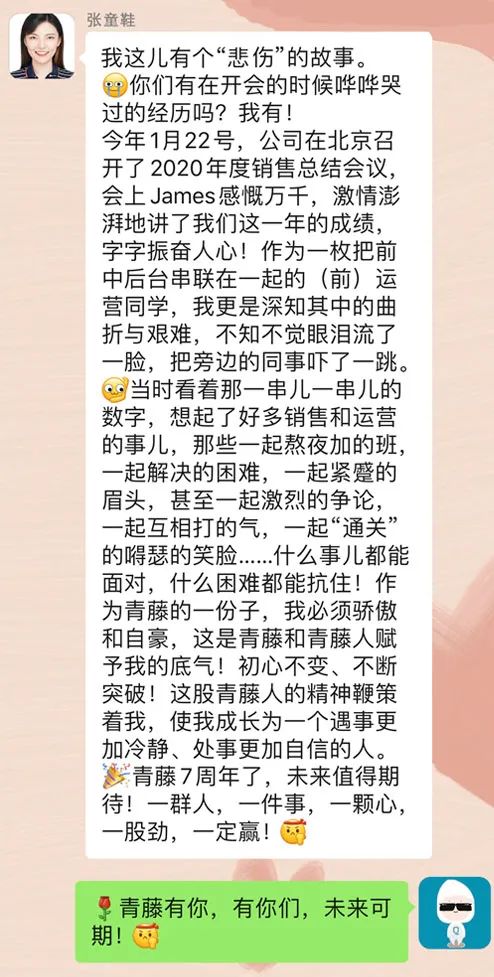 张童鞋
我这儿有个“悲伤”的故事。
🥹你们有在开会的时候哗哗哭
过的经历吗？我有！
今年1月22号，公司在北京召
开了2020年度销售总结会议，
会上James感慨万千，激情澎
湃地讲了我们这一年的成绩，
字字振奋人心！作为一枚把前
中后台串联在一起的（前）运
营同学，我更是深知其中的曲
折与艰难，不知不觉眼泪流了
一脸，把旁边的同事吓了一跳。
当时看着那一串儿一串儿的
数字，想起了好多销售和运营
的事儿，那些一起熬夜加的班，
一起解决的困难，一起紧蹙的
眉头，甚至一起激烈的争论，
一起互相打的气，一起“通关”
的嘚瑟的笑脸......什么事儿都能
面对，什么困难都能抗住！作
为青藤的一份子，我必须骄傲
和自豪，这是青藤和青藤人赋
予我的底气！初心不变、不断
突破！这股青藤人的精神鞭策
着我，使我成长为一个遇事更
加冷静、处事更加自信的人。
🎉青藤7周年了，未来值得期
待！一群人，一件事，一颗心，
一股劲，一定赢！
🌹青藤有你，有你们，未来可
期！